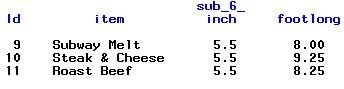 sub_6_
Id item inch footlong
9 Subway Melt 5.5 8.00
10 Steak & Cheese 5.5 9.25
11 Roast Beef 5.5 8.25